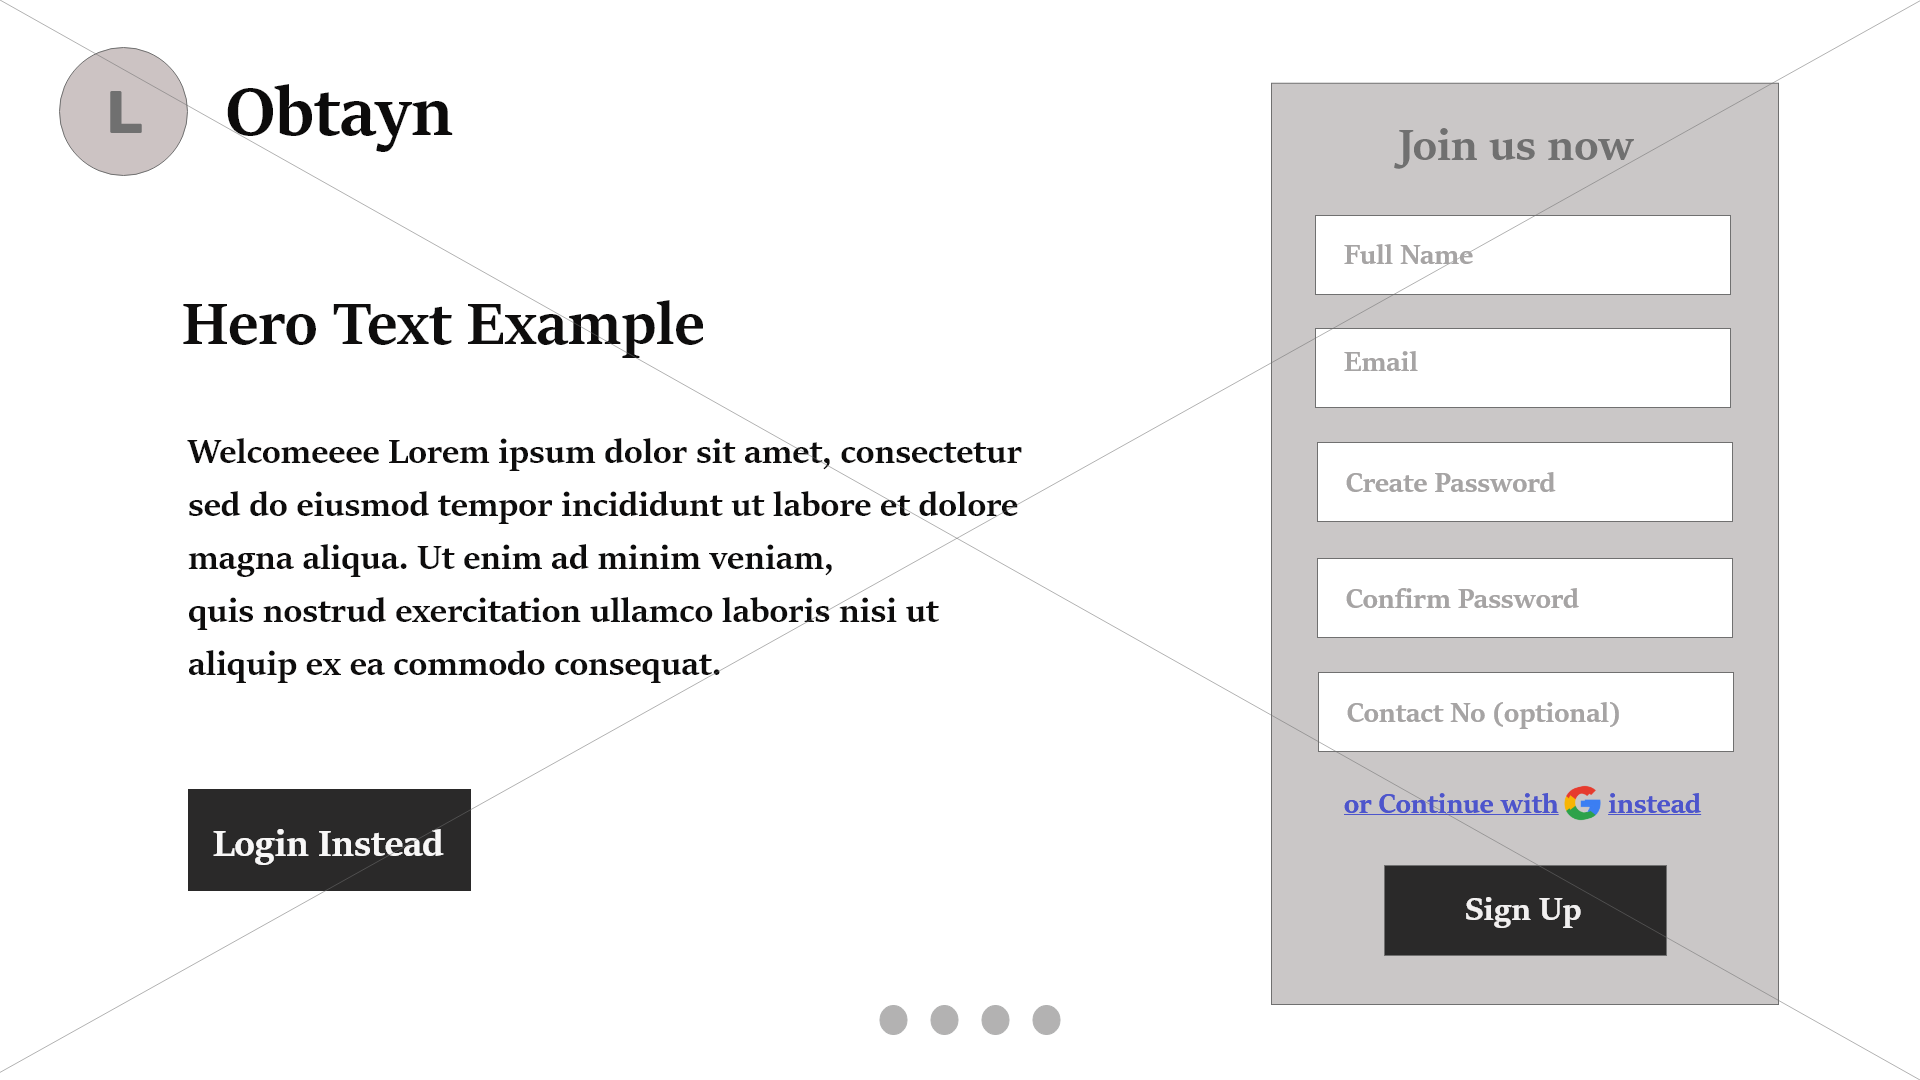 L
Obtayn
Hero Text Example
Welcomeeee Lorem ipsum dolor sit amet, consectetur
sed do eiusmod tempor incididunt ut labore et dolore
magna aliqua. Ut enim ad minim veniam,
quis nostrud exercitation ullamco laboris nisi ut
aliquip ex ea commodo consequat.
Login Instead
Join us now
Full Name
Email
Create Password
Confirm Password
Contact No (optional)
or Continue with G instead
Sign Up